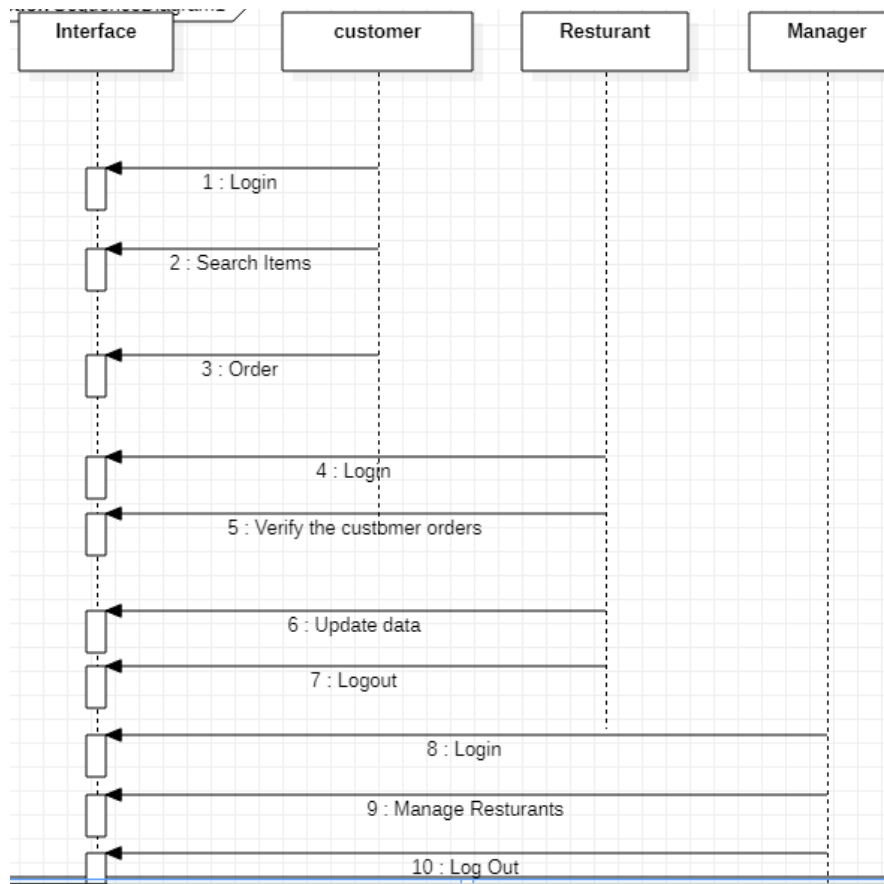 Interface
customer
Resturant
Manager
1 : Login
2 : Search Items
3 : Order
4 : Login
5 : Verify the customer orders
6 : Update data
7 : Logout
8 : Login
9 : Manage Resturants
10 : Log Out